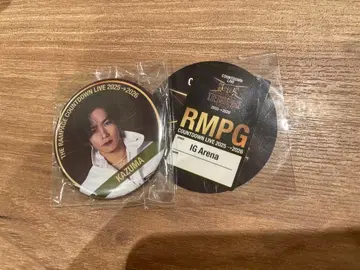 THE RAMPAGE COUNTDOWN LIVE 2025→2026
KAZUMA
COUNTDOWN
LIVE
2025→2026
RMPG
COUNTDOWN LIVE 2025→2026
IG Arena